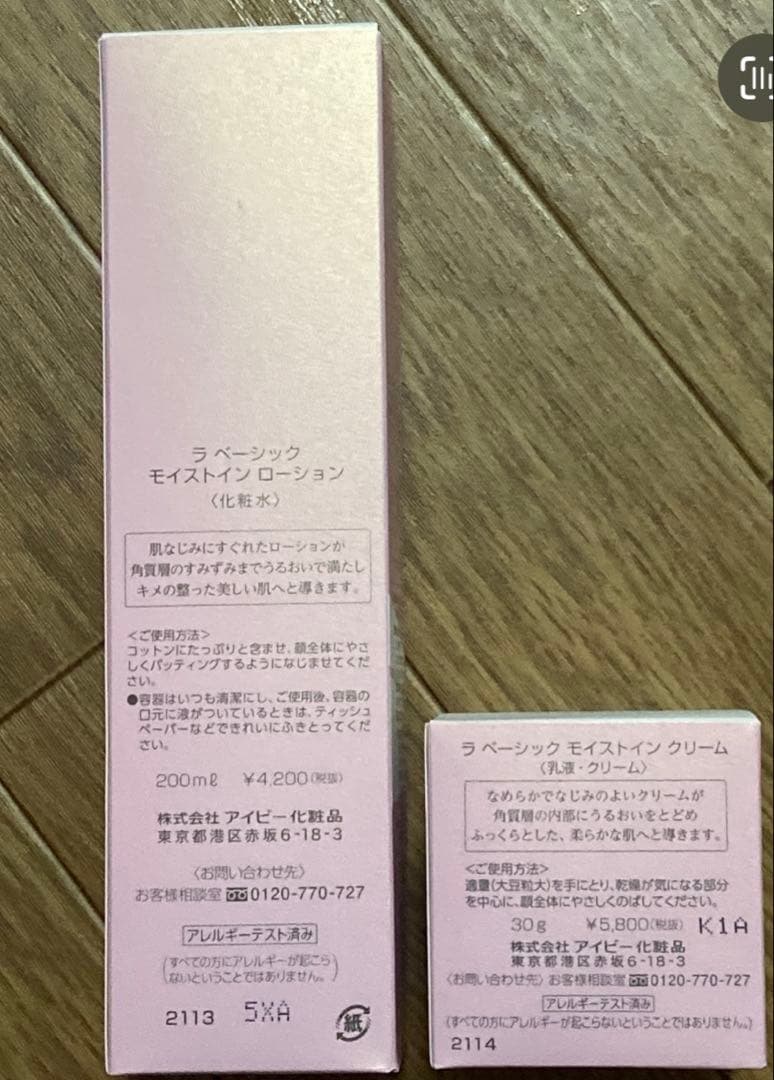 ラ ベーシック
モイストイン ローション
〈化粧水〉
肌なじみにすぐれたローションが
角質層のすみずみまでうるおいで満たし
キメの整った美しい肌へと導きます。
<ご使用方法>
コットンにたっぷりと含ませ、顔全体にやさ
しくパッティングするようになじませてくだ
さい。
●容器はいつも清潔にし、ご使用後、容器の
口元に液がついているときは、ティッシュ
ペーパーなどできれいにふきとってくだ
さい。
200mℓ ¥4,200(税抜)
株式会社 アイビー化粧品
東京都港区赤坂6-18-3
〈お問い合わせ先〉
お客様相談室 0120-770-727
アレルギーテスト済み
(すべての方にアレルギーが起こら
ないということではありません。)
2113 5XA
紙
ラ ベーシック モイストイン クリーム
〈乳液・クリーム〉
なめらかでなじみのよいクリームが
角質層の内部にうるおいをとどめ
ふっくらとした、柔らかな肌へと導きます。
<ご使用方法>
適量(大豆粒大)を手にとり、乾燥が気になる部分
を中心に、顔全体にやさしくのばしてください。
30g ¥5,800(税抜) K1A
株式会社 アイビー化粧品
東京都港区赤坂6-18-3
〈お問い合わせ先〉お客様相談室 0120-770-727
アレルギーテスト済み
(すべての方にアレルギーが起こらないということではありません。)
2114